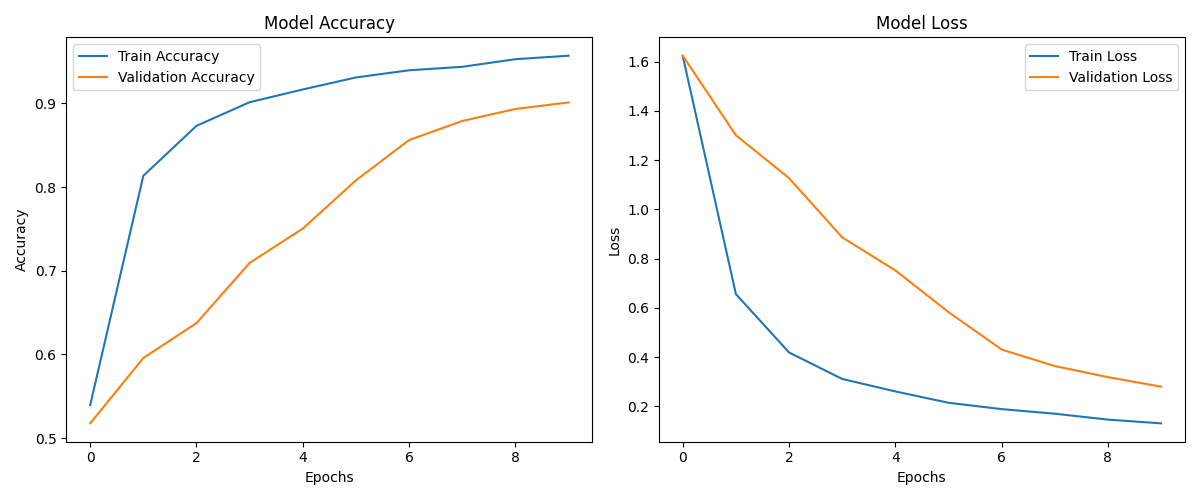 Model Accuracy
Train Accuracy
Validation Accuracy
0.9
0.8
0.7
0.6
0.5
Accuracy
0 2 4 6 8
Epochs
Model Loss
Train Loss
Validation Loss
1.6
1.4
1.2
1.0
0.8
0.6
0.4
0.2
Loss
0 2 4 6 8
Epochs